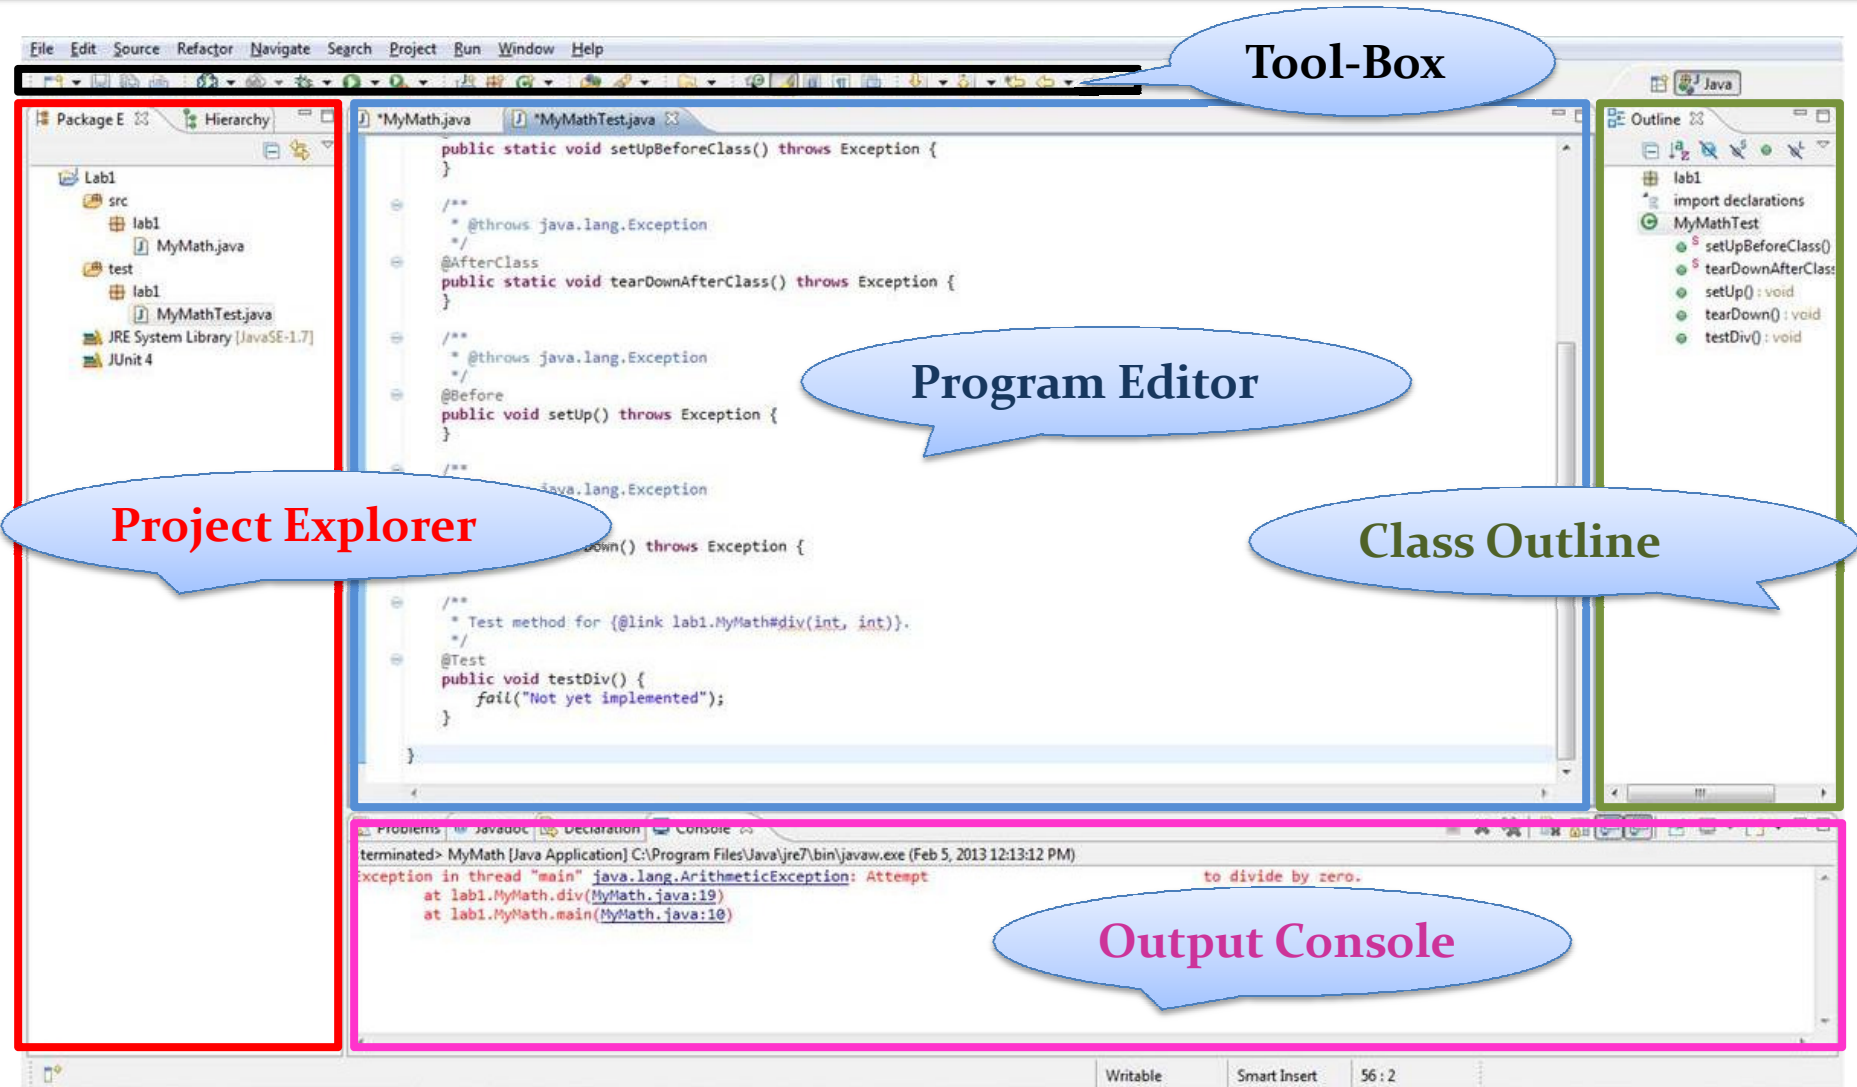 Tool-Box
File Edit Source Refactor Navigate Search Project Run Window Help
Java
Package E
Hierarchy
*MyMath.java
*MyMathTest.java
Outline
Lab1
src
lab1
MyMath.java
test
lab1
MyMathTest.java
JRE System Library [JavaSE-1.7]
JUnit 4
Project Explorer
public static void setUpBeforeClass() throws Exception {
}
/**
* @throws java.lang.Exception
*/
@AfterClass
public static void tearDownAfterClass() throws Exception {
}
/**
* @throws java.lang.Exception
*/
@Before
public void setUp() throws Exception {
}
/**
java.lang.Exception
() throws Exception {
/**
* Test method for {@link lab1.MyMath#div(int, int)}.
*/
@Test
public void testDiv() {
fail("Not yet implemented");
}
}
Program Editor
lab1
import declarations
MyMathTest
S setUpBeforeClass()
S tearDownAfterClass
setUp() : void
tearDown() : void
testDiv() : void
Class Outline
Problems Javadoc Declaration Console
terminated> MyMath [Java Application] C:\Program Files\Java\jre7\bin\javaw.exe (Feb 5, 2013 12:13:12 PM)
Exception in thread "main" java.lang.ArithmeticException: Attempt to divide by zero.
at lab1.MyMath.div(MyMath.java:19)
at lab1.MyMath.main(MyMath.java:10)
Output Console
Writable Smart Insert 56 : 2